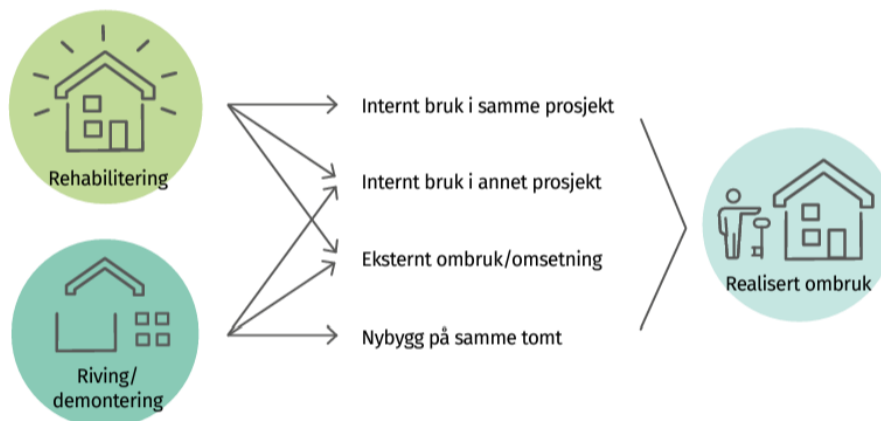 Rehabilitering
Riving/
demontering
Internt bruk i samme prosjekt
Internt bruk i annet prosjekt
Eksternt ombruk/omsetning
Nybygg på samme tomt
Realisert ombruk